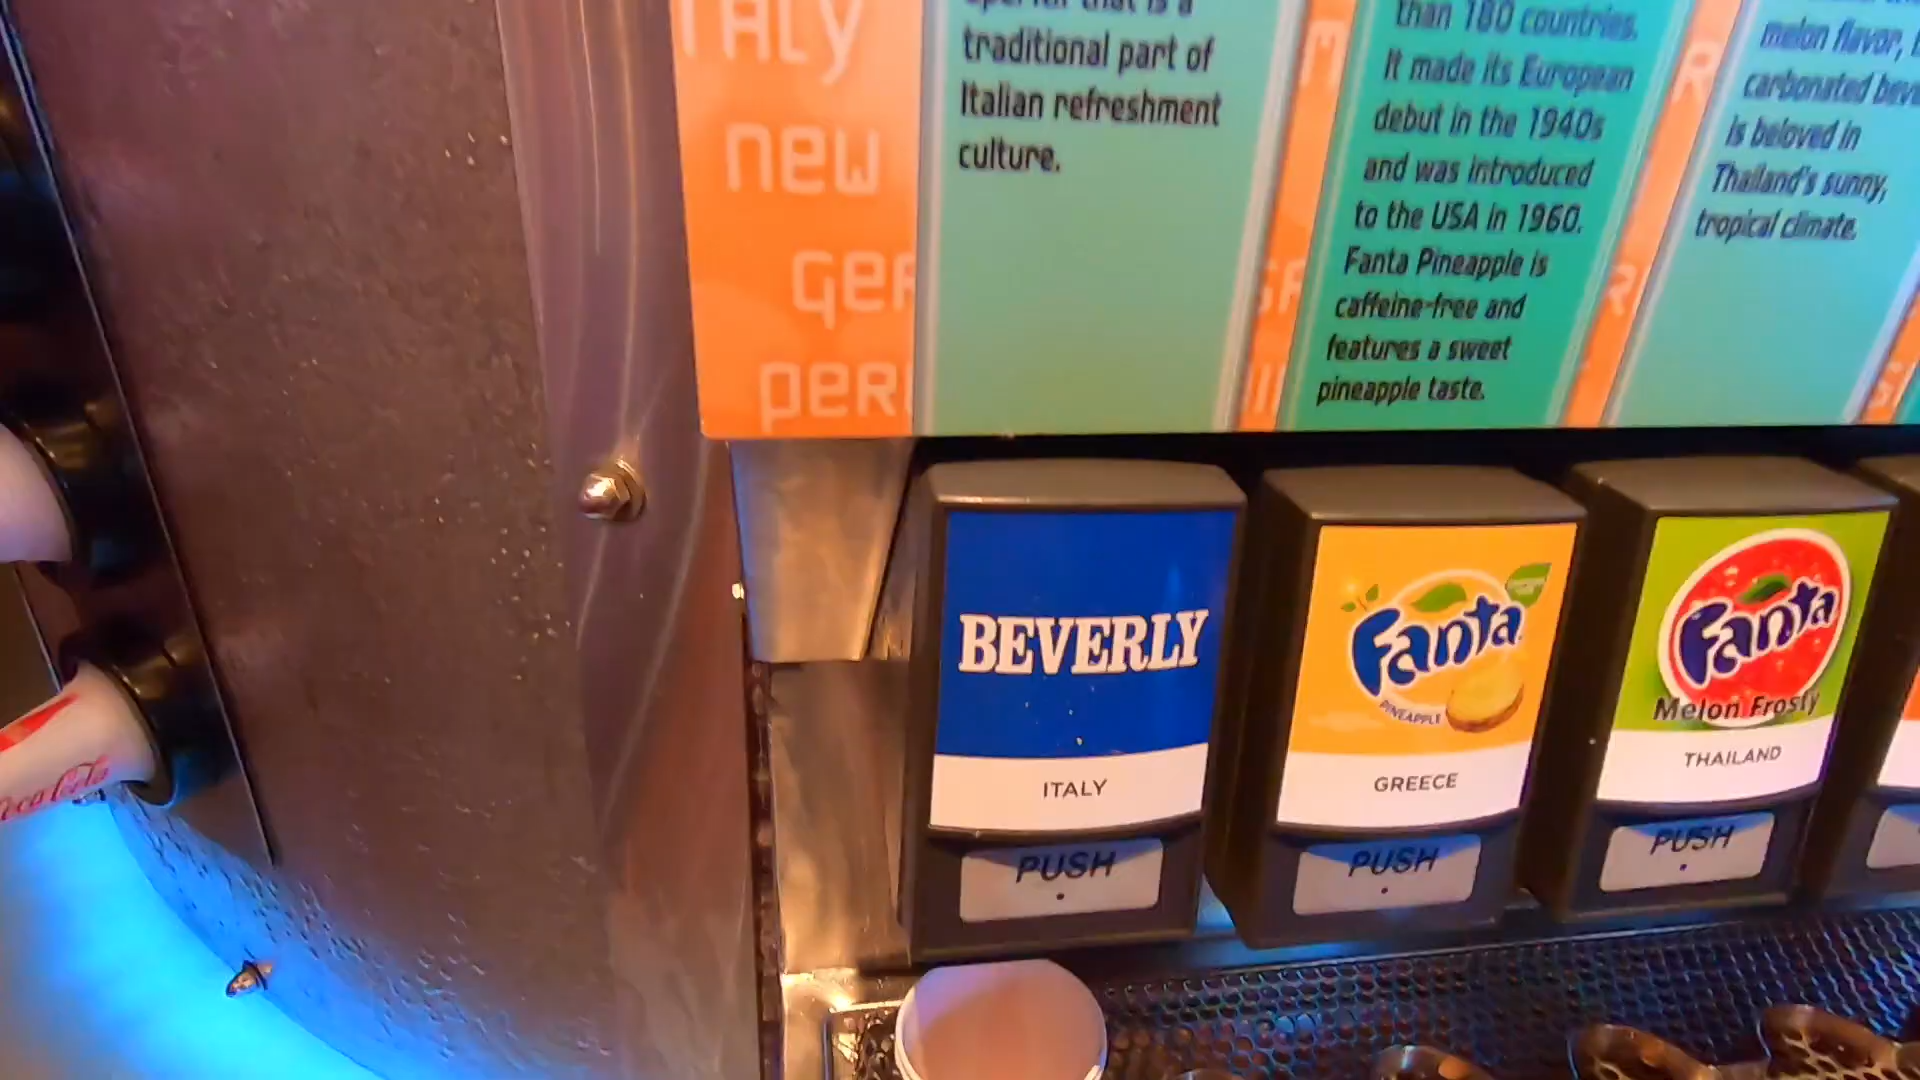 traditional part of
Italian refreshment
culture.
than 180 countries.
It made its European
debut in the 1940s
and was introduced
to the USA in 1960.
Fanta Pineapple is
caffeine-free and
features a sweet
pineapple taste.
melon flavor,
carbonated
is beloved in
Thailand's sunny,
tropical climate.
new
BEVERLY
ITALY
PUSH
Fanta
PINEAPPLE
GREECE
PUSH
Fanta
Melon Frosty
THAILAND
PUSH
Coca-Cola